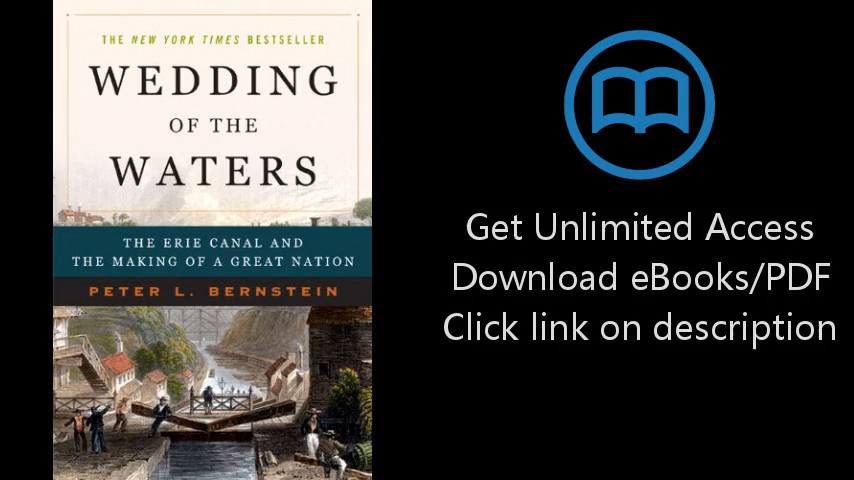 THE NEW YORK TIMES BESTSELLER
WEDDING
OF THE
WATERS
THE ERIE CANAL AND
THE MAKING OF A GREAT NATION
PETER L. BERNSTEIN
Get Unlimited Access
Download eBooks/PDF
Click link on description